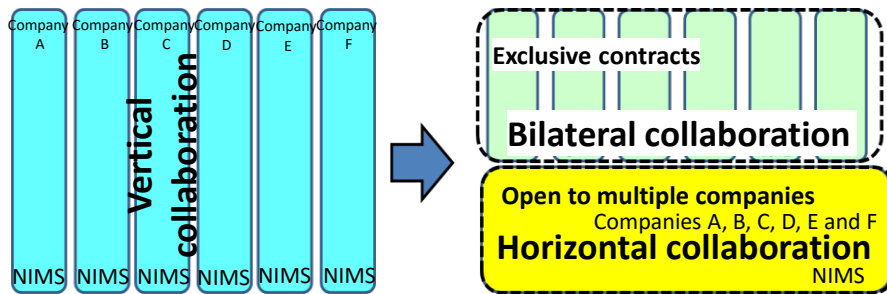 Company
A
Company
B
Company
C
Company
D
Company
E
Company
F
Vertical
collaboration
NIMS
NIMS
NIMS
NIMS
NIMS
NIMS
Exclusive contracts
Bilateral collaboration
Open to multiple companies
Companies A, B, C, D, E and F
Horizontal collaboration
NIMS